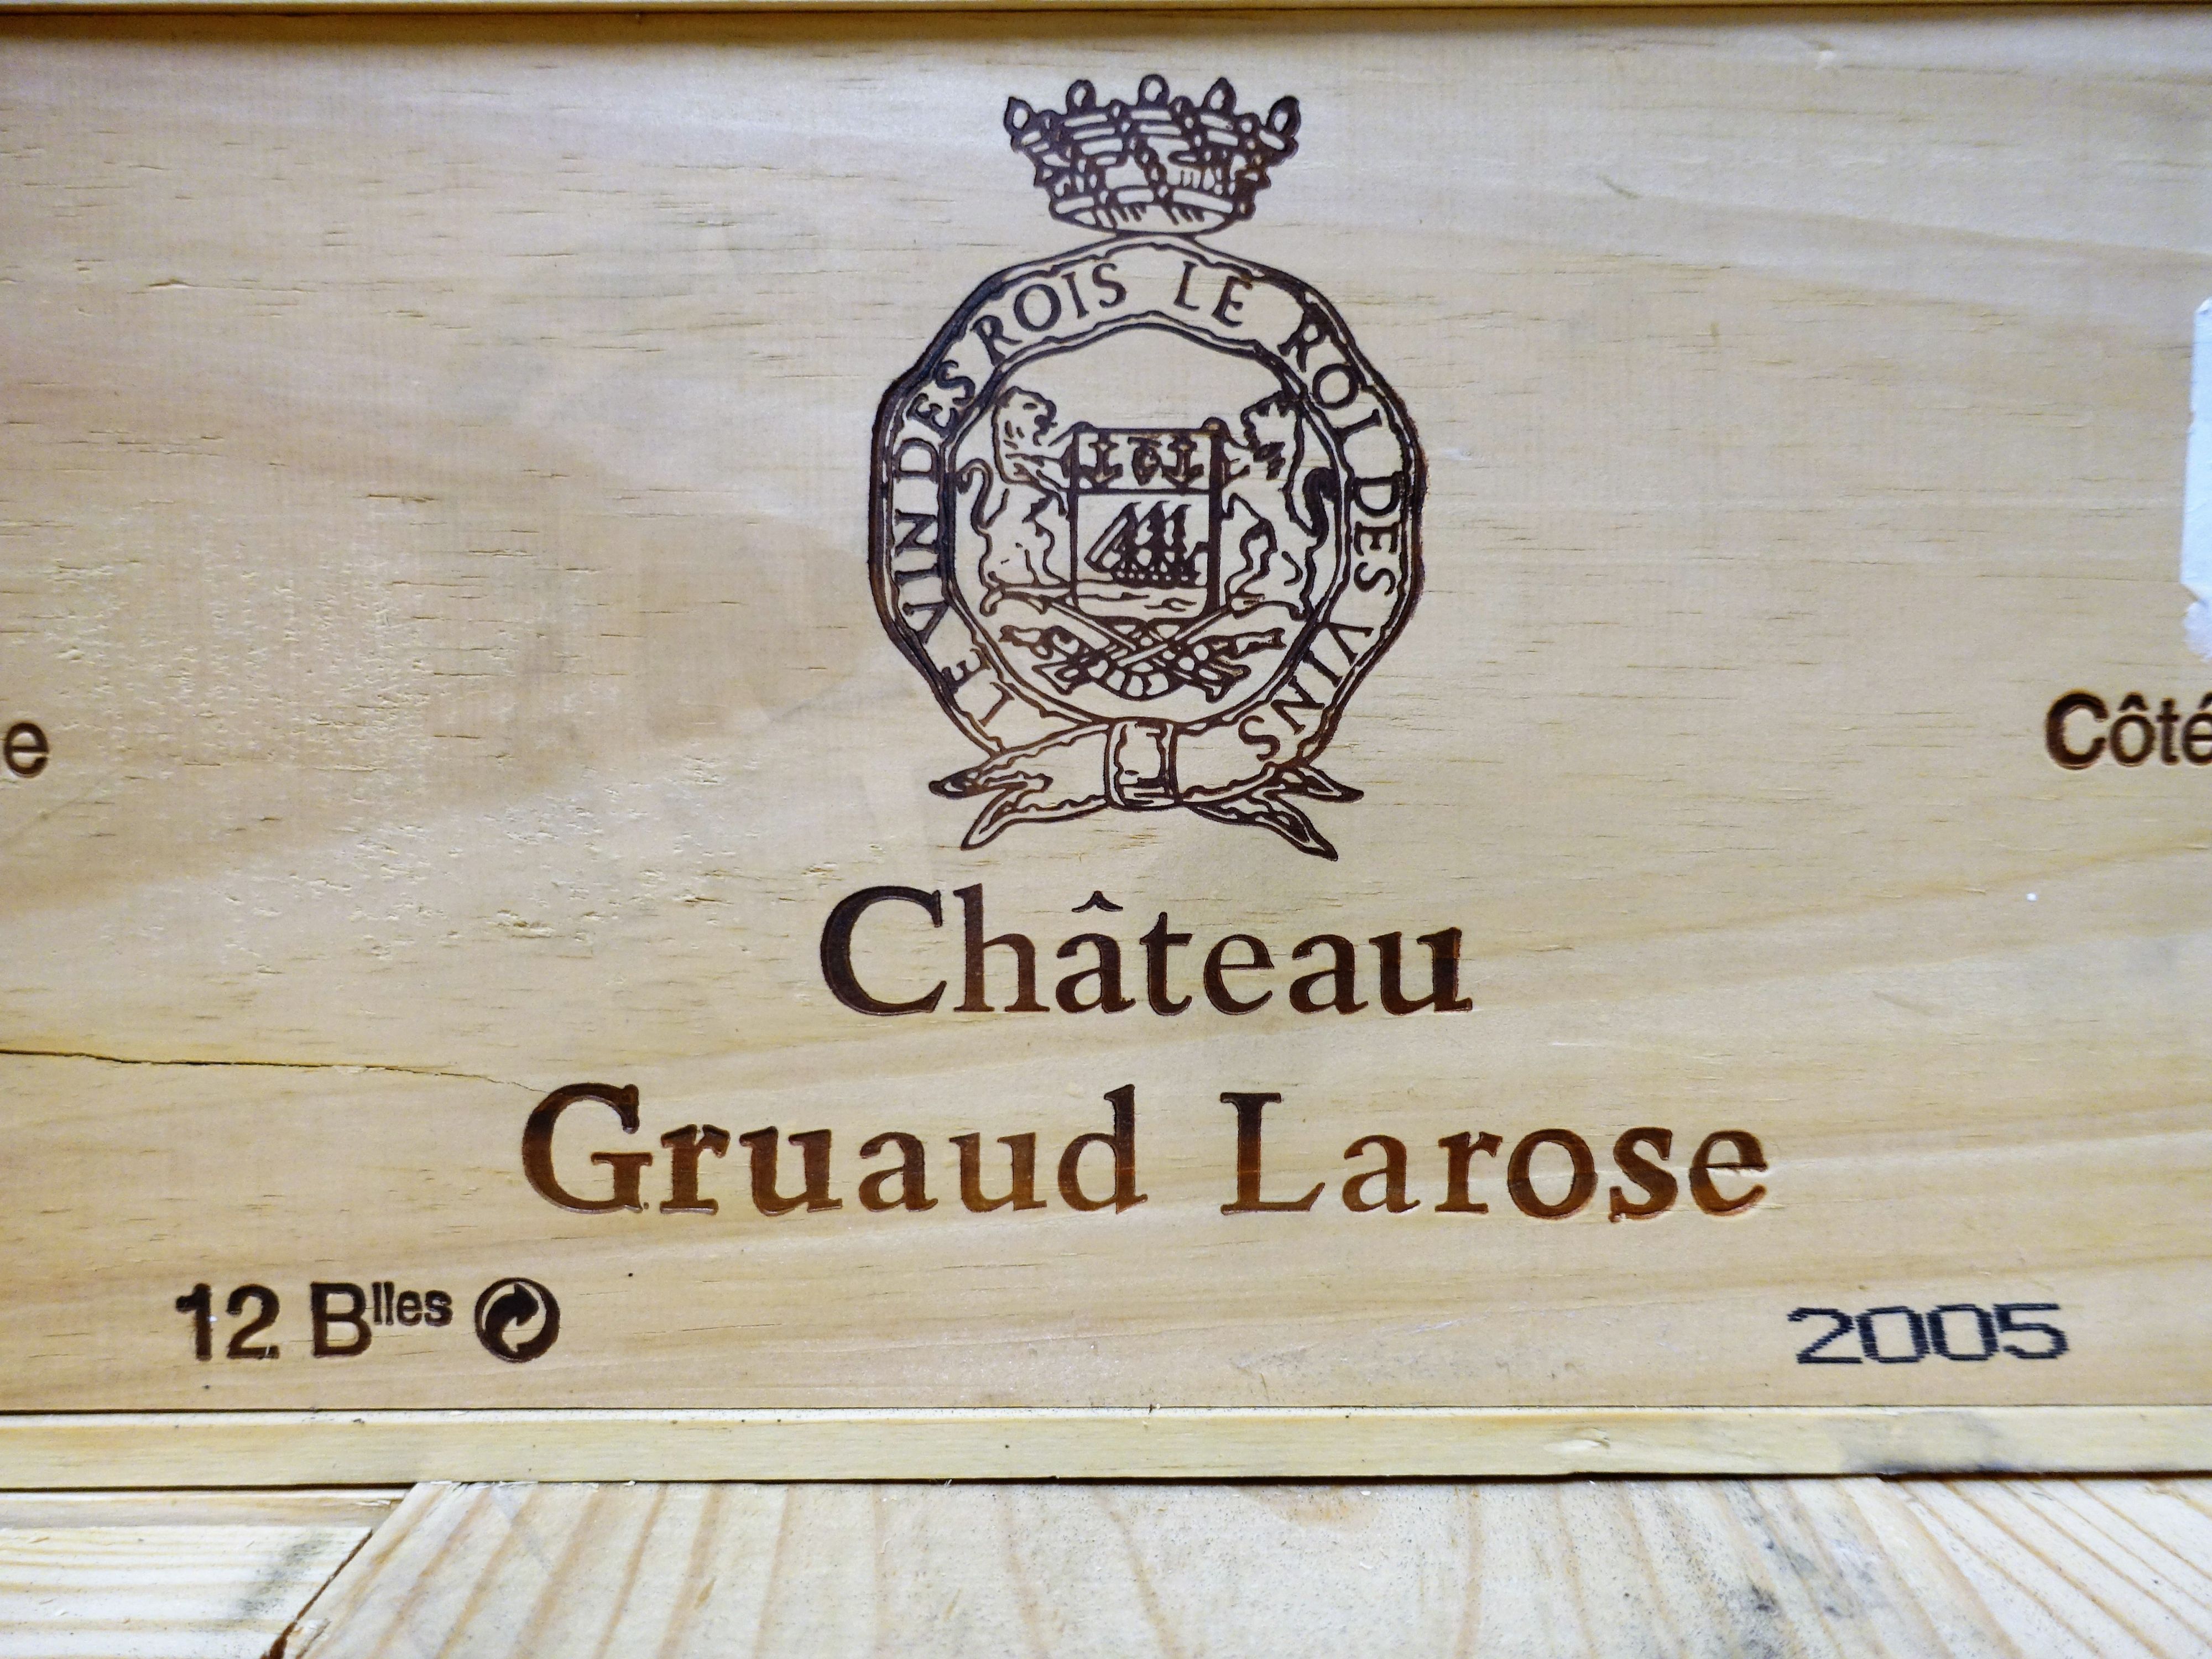 LE VIN DES ROIS LE ROI DES VINS
e
Côté
Château
Gruaud Larose
12 Blles
2005